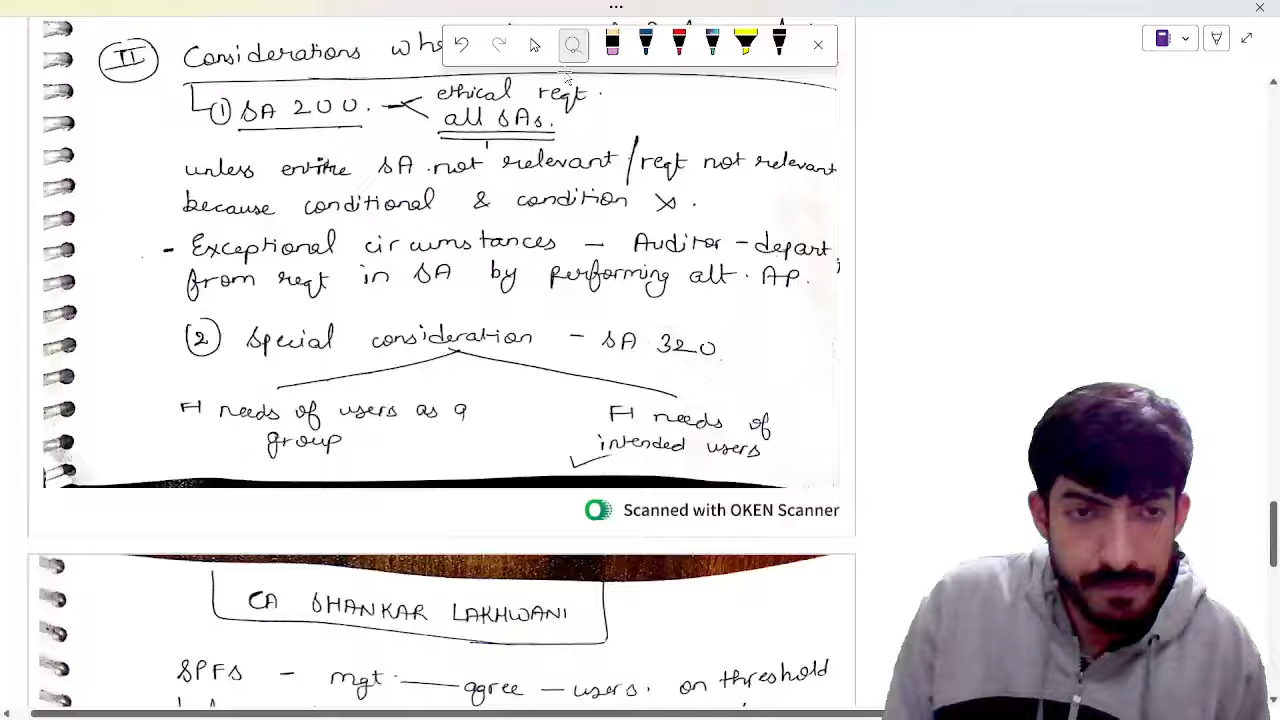 II Considerations whe
① SA 200. ethical reqt.
all SAs.
unless entire SA not relevant / reqt not relevant
because conditional & condition X.
- Exceptional circumstances - Auditor - depart
from reqt in SA by performing alt. AP.
② Special consideration - SA 320
FI needs of users as a group
FI needs of intended users
Scanned with OKEN Scanner
CA SHANKAR LAKHWANI
SPFS - mgt. agree - users. on threshold